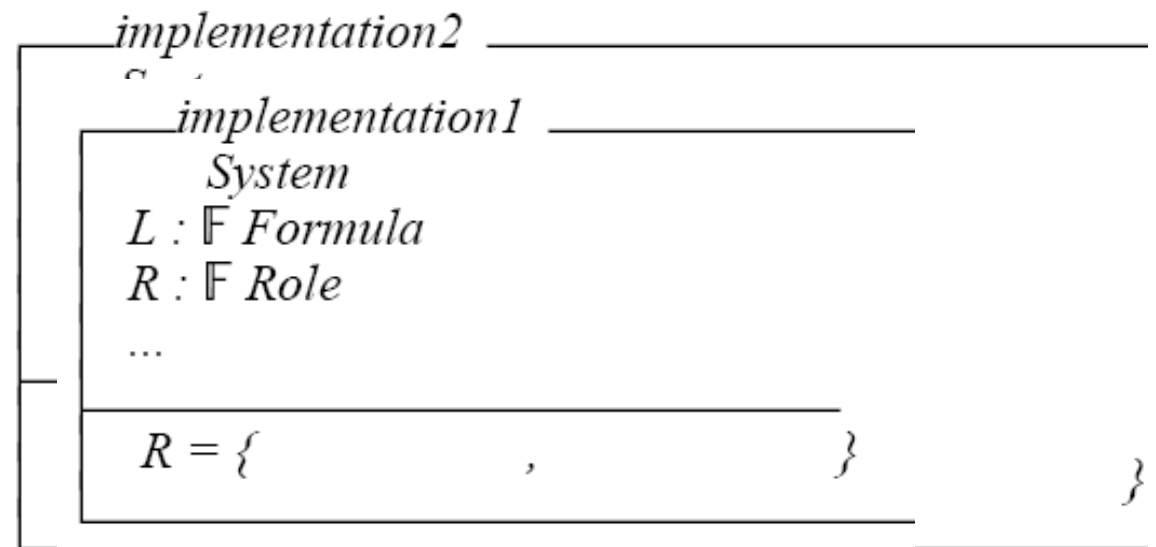 implementation2
implementation1
System
L : 𝔽 Formula
R : 𝔽 Role
...
R = { , }
}